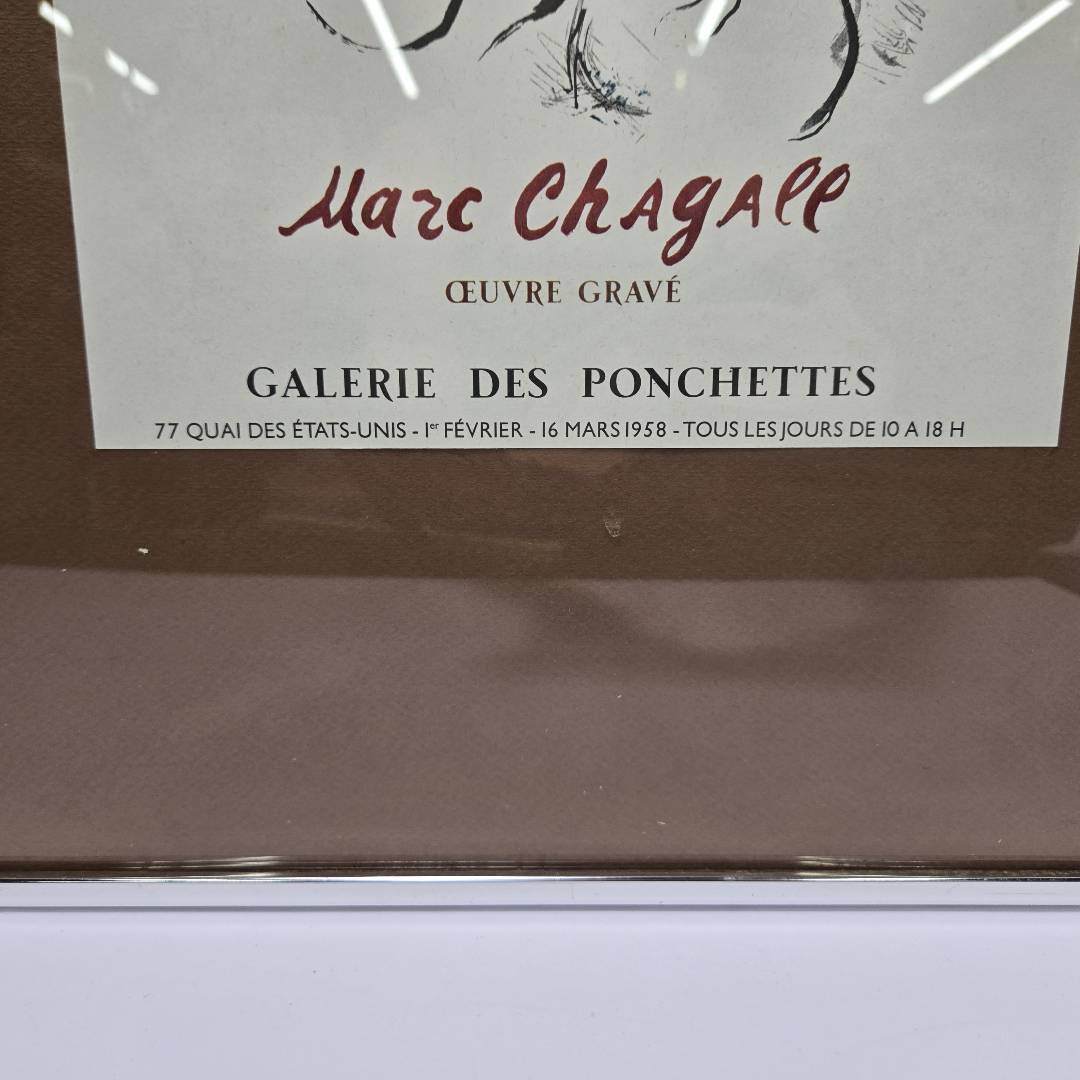 Marc Chagall
ŒUVRE GRAVÉ
GALERIE DES PONCHETTES
77 QUAI DES ÉTATS-UNIS - 1er FÉVRIER - 16 MARS 1958 - TOUS LES JOURS DE 10 A 18 H